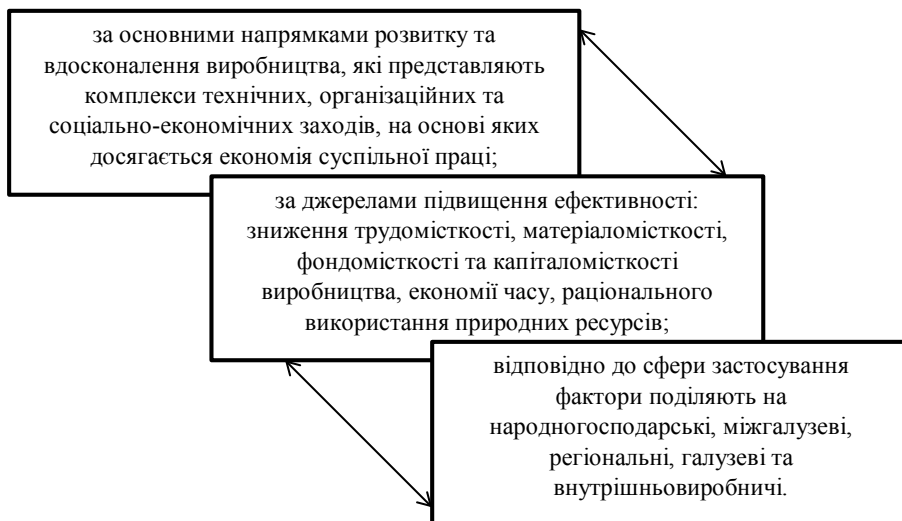 за основними напрямками розвитку та
вдосконалення виробництва, які представляють
комплекси технічних, організаційних та
соціально-економічних заходів, на основі яких
досягається економія суспільної праці;
за джерелами підвищення ефективності:
зниження трудомісткості, матеріаломісткості,
фондомісткості та капіталомісткості
виробництва, економії часу, раціонального
використання природних ресурсів;
відповідно до сфери застосування
фактори поділяють на
народногосподарські, міжгалузеві,
регіональні, галузеві та
внутрішньовиробничі.